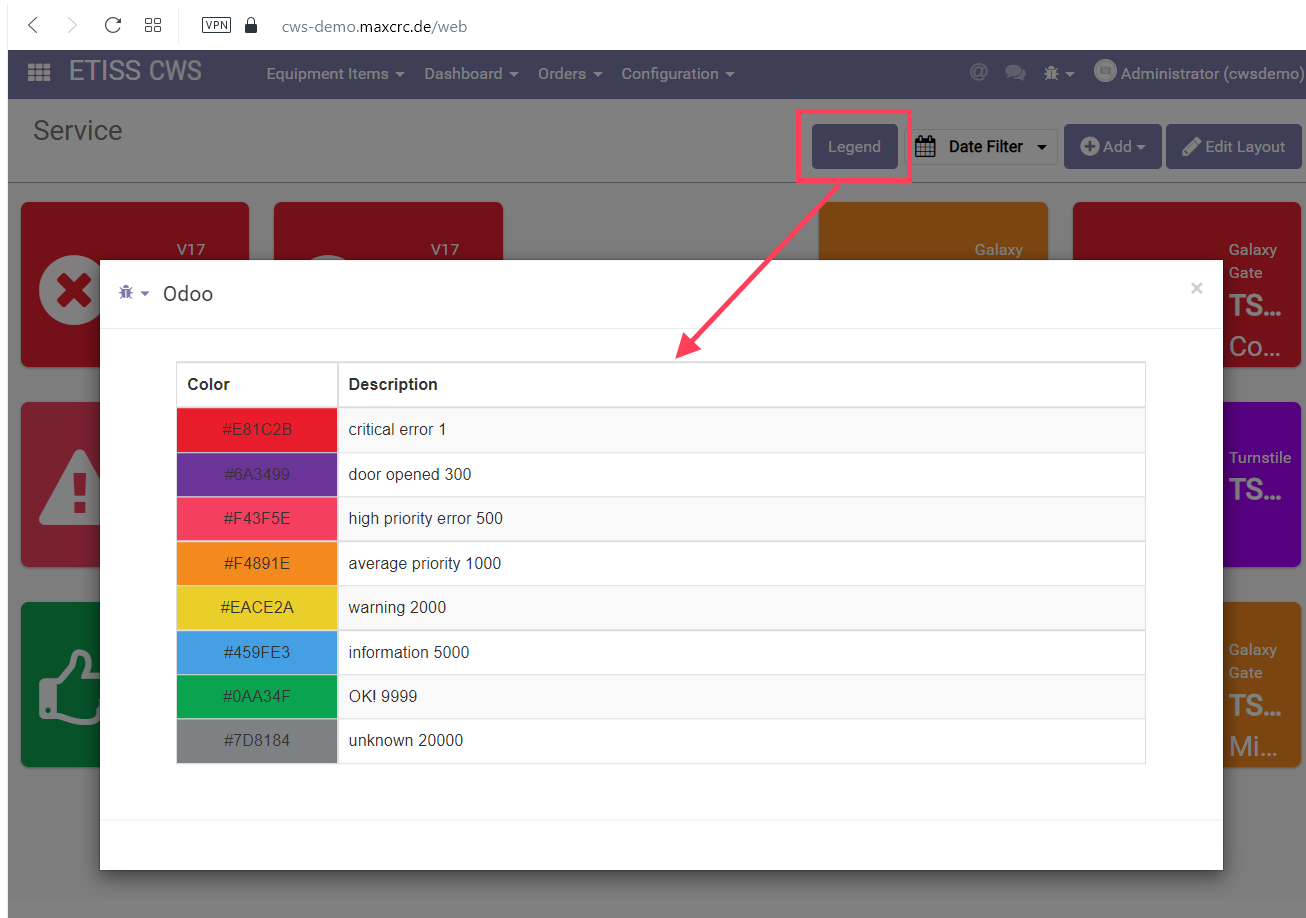 VPN cws-demo.maxcrc.de/web
ETISS CWS Equipment Items Dashboard Orders Configuration @ Administrator (cwsdemo)
Service Legend Date Filter Add Edit Layout
V17 V17 Galaxy Galaxy
Gate
TS...
Co...
Odoo ×
Color Description
#E81C2B critical error 1
#6A3499 door opened 300
#F43F5E high priority error 500
#F4891E average priority 1000
#EACE2A warning 2000
#459FE3 information 5000
#0AA34F OK! 9999
#7D8184 unknown 20000
Turnstile
TS...
Galaxy
Gate
TS...
Mi...